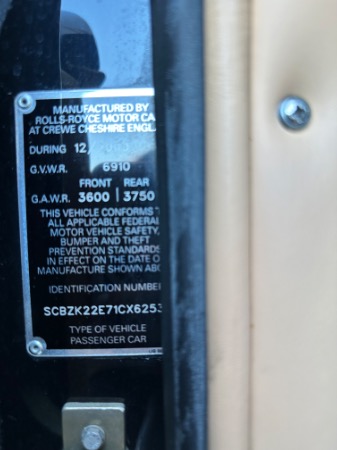 MANUFACTURED BY
ROLLS-ROYCE MOTOR CA
AT CREWE CHESHIRE ENGL
DURING 12
G.V.W.R. 6910
FRONT REAR
G.A.W.R. 3600 3750
THIS VEHICLE CONFORMS
ALL APPLICABLE FEDERAL
MOTOR VEHICLE SAFETY,
BUMPER AND THEFT
PREVENTION STANDARDS
IN EFFECT ON THE DATE O
MANUFACTURE SHOWN ABO
IDENTIFICATION NUMBER
SCBZK22E71CX6253
TYPE OF VEHICLE
PASSENGER CAR